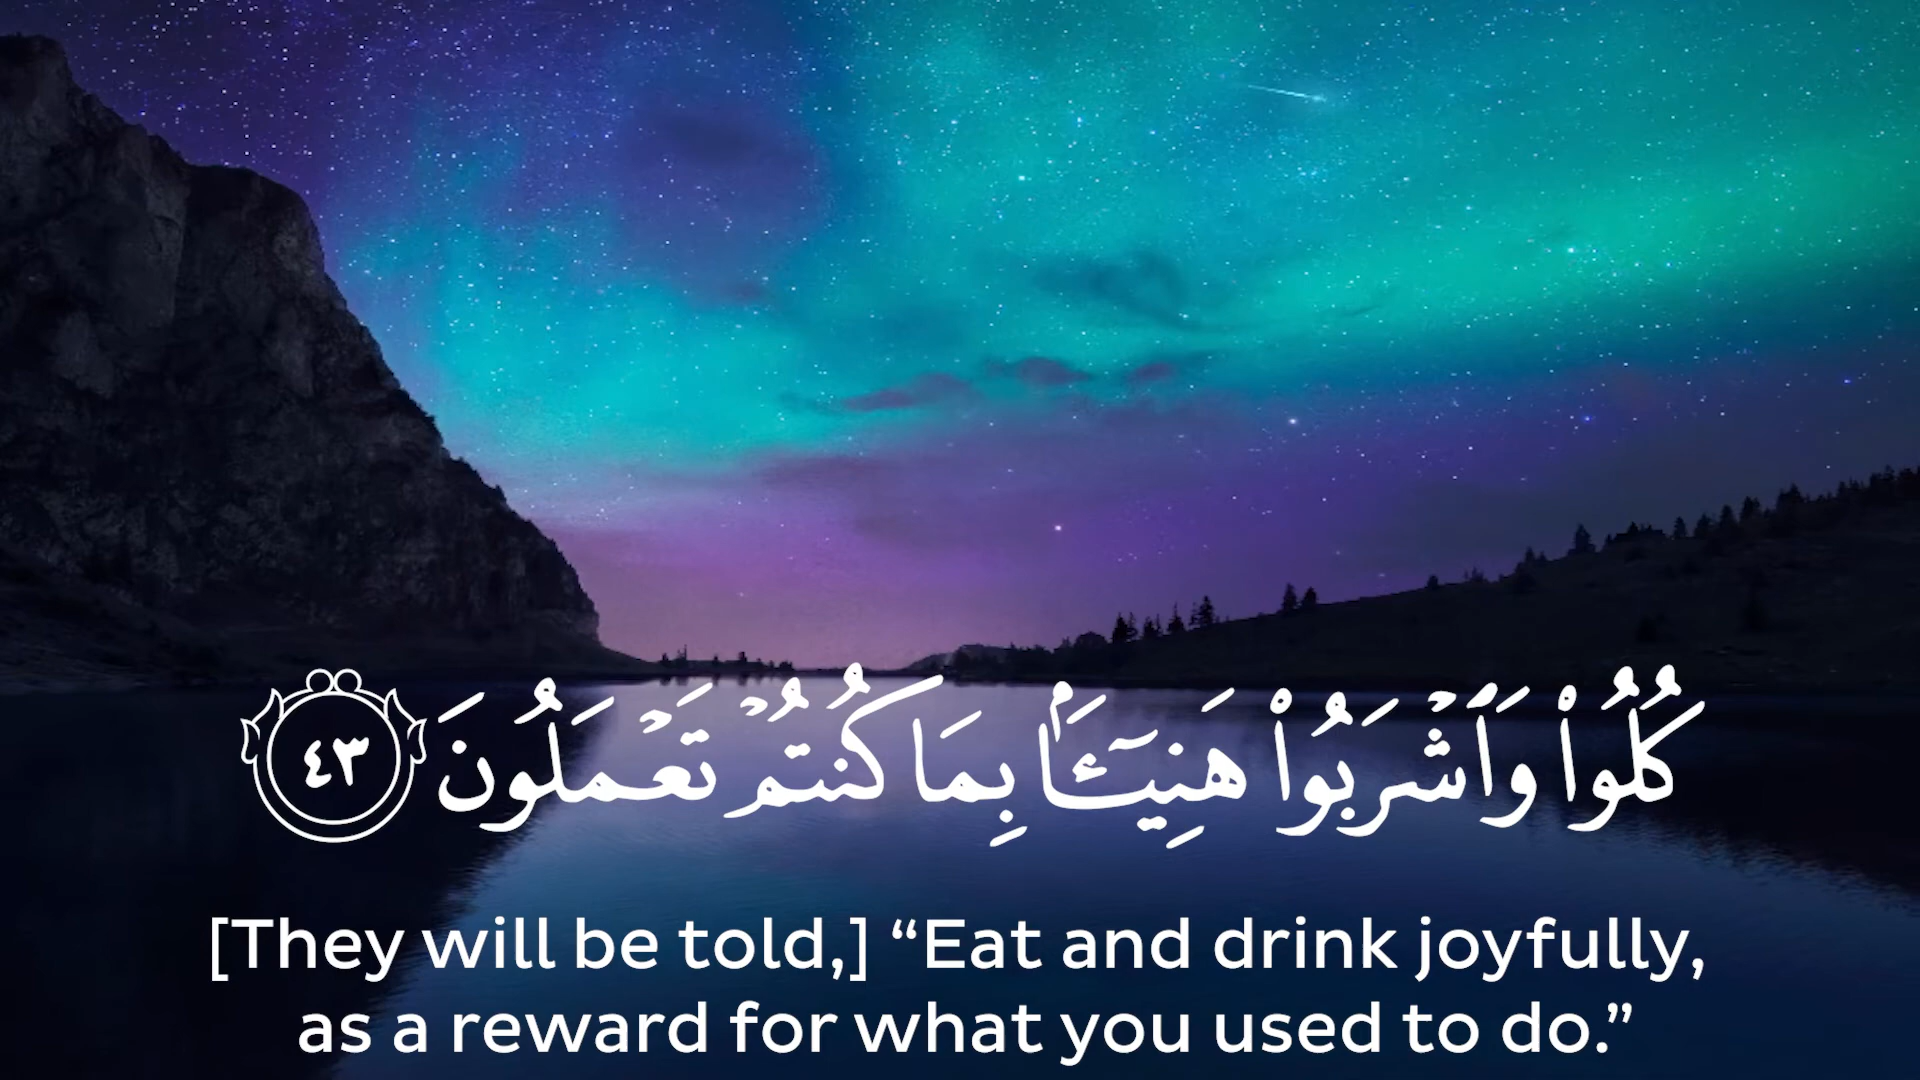 كُلُوا۟ وَٱشْرَبُوا۟ هَنِيٓـَٔۢا بِمَا كُنتُمْ تَعْمَلُونَ ٤٣
[They will be told,] “Eat and drink joyfully,
as a reward for what you used to do.”